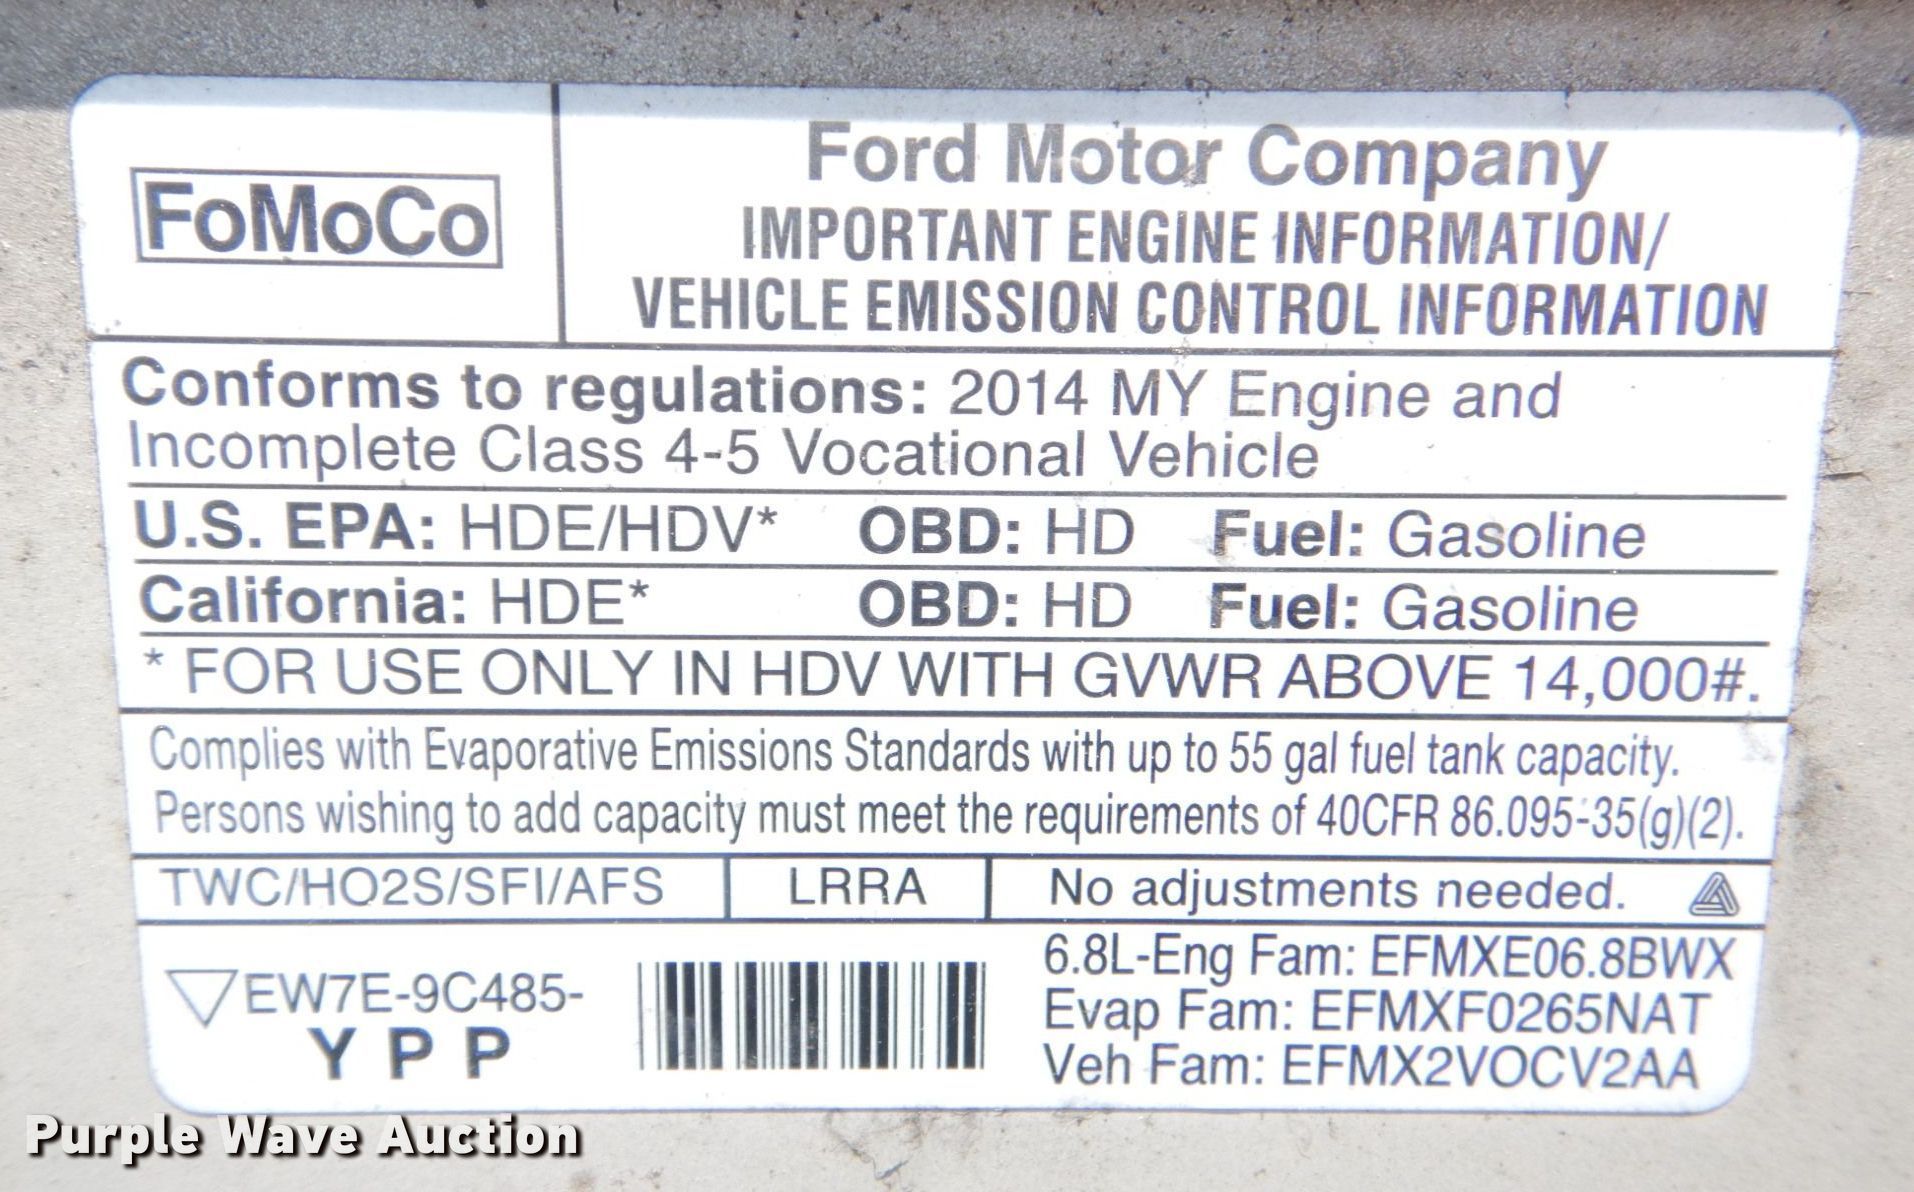 FoMoCo
Ford Motor Company
IMPORTANT ENGINE INFORMATION/
VEHICLE EMISSION CONTROL INFORMATION
Conforms to regulations: 2014 MY Engine and
Incomplete Class 4-5 Vocational Vehicle
U.S. EPA: HDE/HDV* OBD: HD Fuel: Gasoline
California: HDE* OBD: HD Fuel: Gasoline
* FOR USE ONLY IN HDV WITH GVWR ABOVE 14,000#.
Complies with Evaporative Emissions Standards with up to 55 gal fuel tank capacity.
Persons wishing to add capacity must meet the requirements of 40CFR 86.095-35(g)(2).
TWC/HO2S/SFI/AFS LRRA No adjustments needed.
EW7E-9C485-
YPP
6.8L-Eng Fam: EFMXE06.8BWX
Evap Fam: EFMXF0265NAT
Veh Fam: EFMX2VOCV2AA
Purple Wave Auction